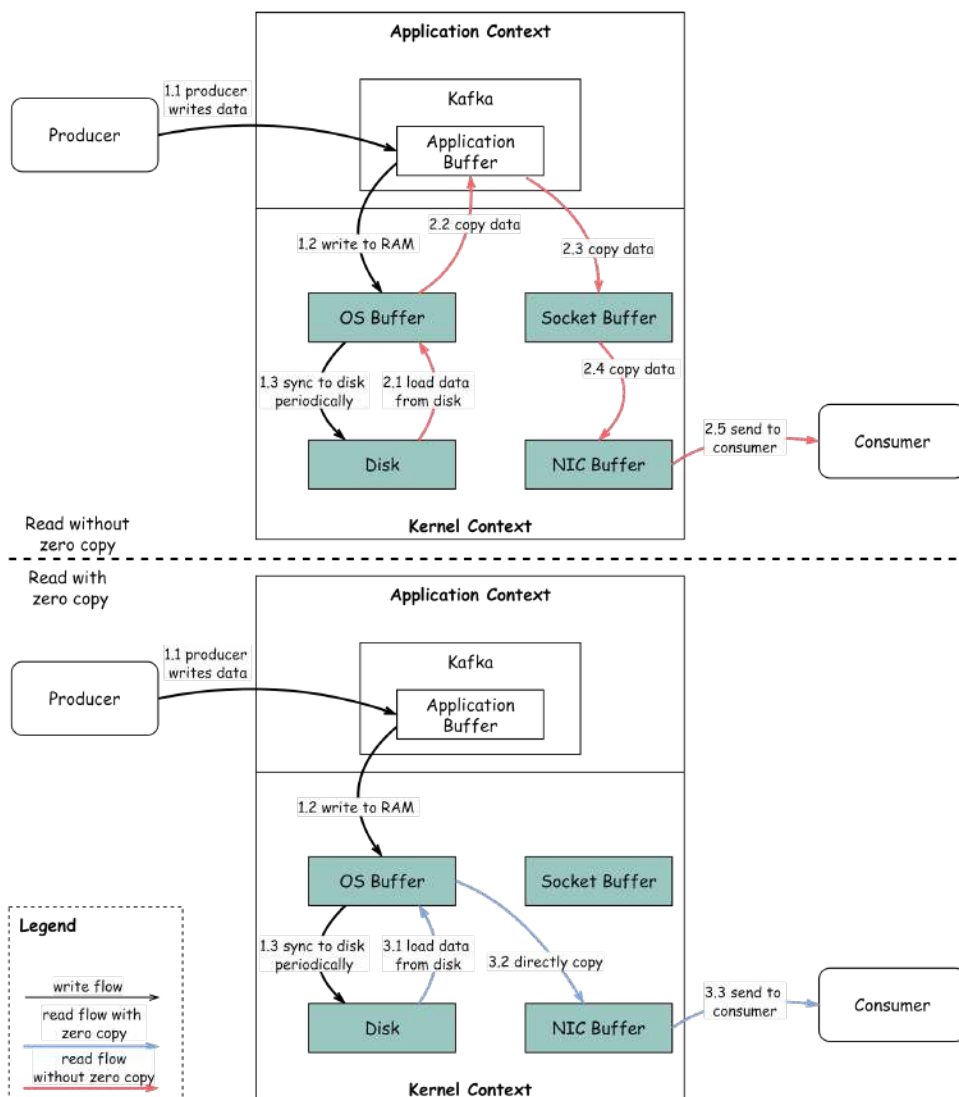 Application Context
Kafka
1.1 producer
writes data
Producer
Application
Buffer
2.2 copy data
1.2 write to RAM
2.3 copy data
OS Buffer
Socket Buffer
1.3 sync to disk
periodically
2.1 load data
from disk
2.4 copy data
2.5 send to
consumer
Consumer
Disk
NIC Buffer
Kernel Context
Read without
zero copy
Read with
zero copy
Application Context
Kafka
1.1 producer
writes data
Producer
Application
Buffer
1.2 write to RAM
OS Buffer
Socket Buffer
1.3 sync to disk
periodically
3.1 load data
from disk
3.2 directly copy
3.3 send to
consumer
Consumer
Disk
NIC Buffer
Kernel Context
Legend
write flow
read flow with
zero copy
read flow
without zero copy